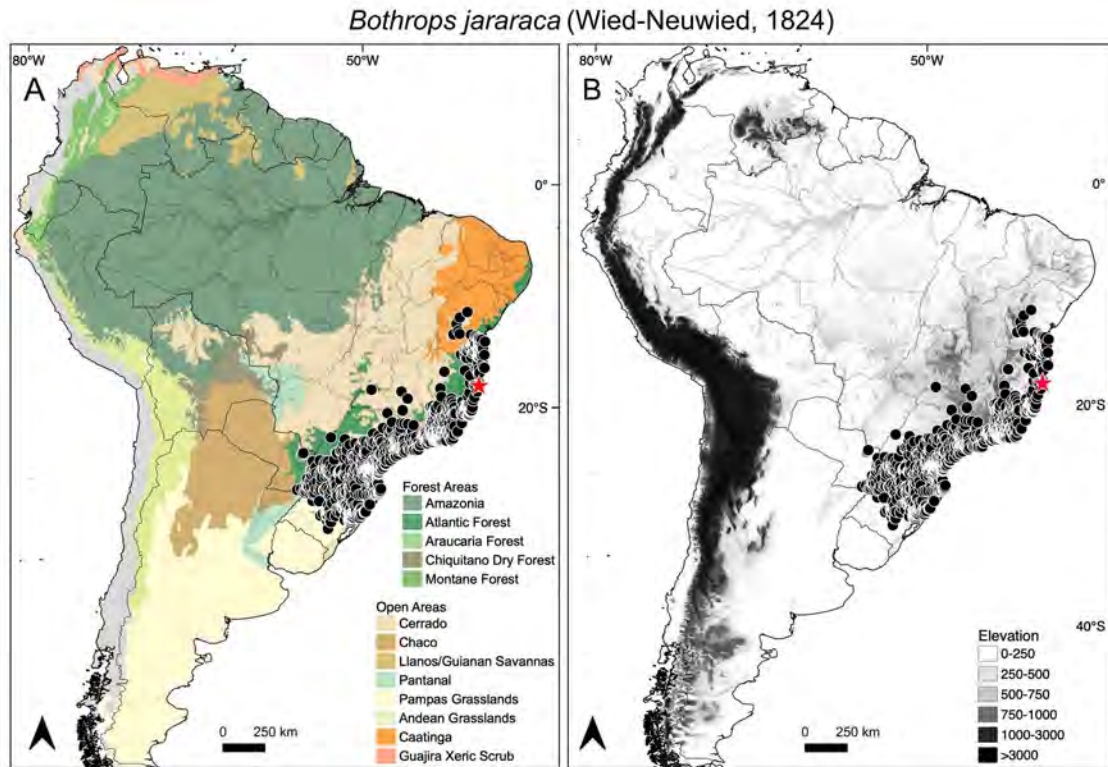 Bothrops jararaca (Wied-Neuwied, 1824)
A
80°W
50°W
Forest Areas
Amazonia
Atlantic Forest
Araucaria Forest
Chiquitano Dry Forest
Montane Forest
Open Areas
Cerrado
Chaco
Llanos/Guianan Savannas
Pantanal
Pampas Grasslands
Andean Grasslands
Caatinga
Guajira Xeric Scrub
0 250 km
0°
20°S
B
80°W
50°W
0°
20°S
40°S
Elevation
0-250
250-500
500-750
750-1000
1000-3000
>3000
0 250 km